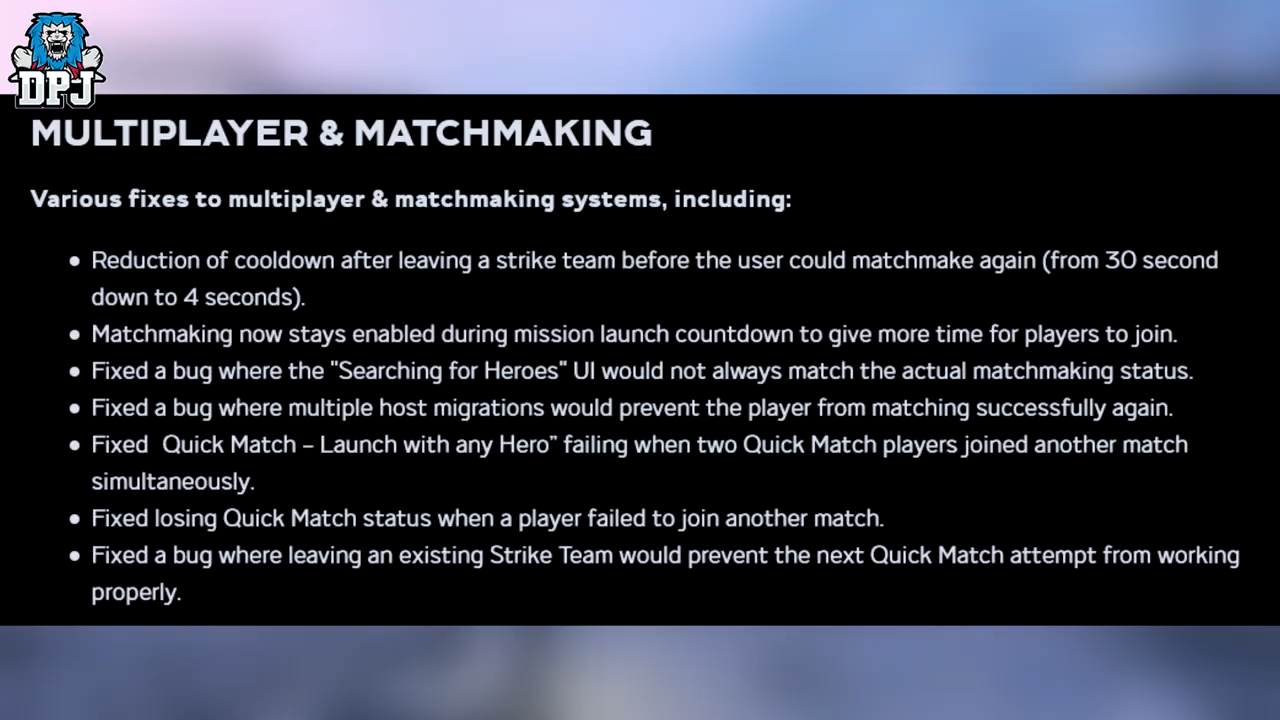 DPJ
MULTIPLAYER & MATCHMAKING
Various fixes to multiplayer & matchmaking systems, including:
• Reduction of cooldown after leaving a strike team before the user could matchmake again (from 30 second
down to 4 seconds).
• Matchmaking now stays enabled during mission launch countdown to give more time for players to join.
• Fixed a bug where the "Searching for Heroes" UI would not always match the actual matchmaking status.
• Fixed a bug where multiple host migrations would prevent the player from matching successfully again.
• Fixed  Quick Match – Launch with any Hero” failing when two Quick Match players joined another match
simultaneously.
• Fixed losing Quick Match status when a player failed to join another match.
• Fixed a bug where leaving an existing Strike Team would prevent the next Quick Match attempt from working
properly.